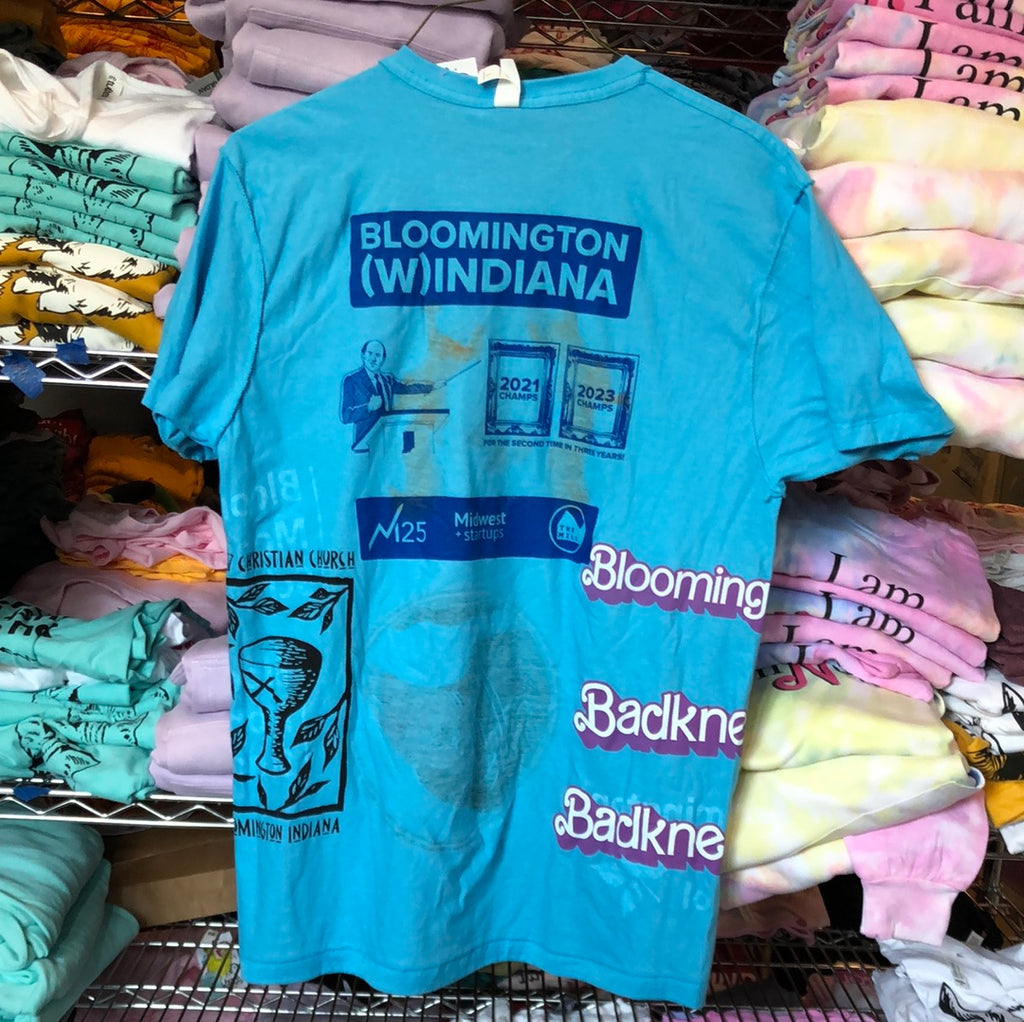 BLOOMINGTON
(W)INDIANA
2021
CHAMPS
2023
CHAMPS
FOR THE SECOND TIME IN THREE YEARS!
M25
Midwest
+ startups
THE
MILL
CHRISTIAN CHURCH
MINGTON INDIANA
Blooming
Badkne
Badkne
I am
I am
I am
I am
I am
I am
I am